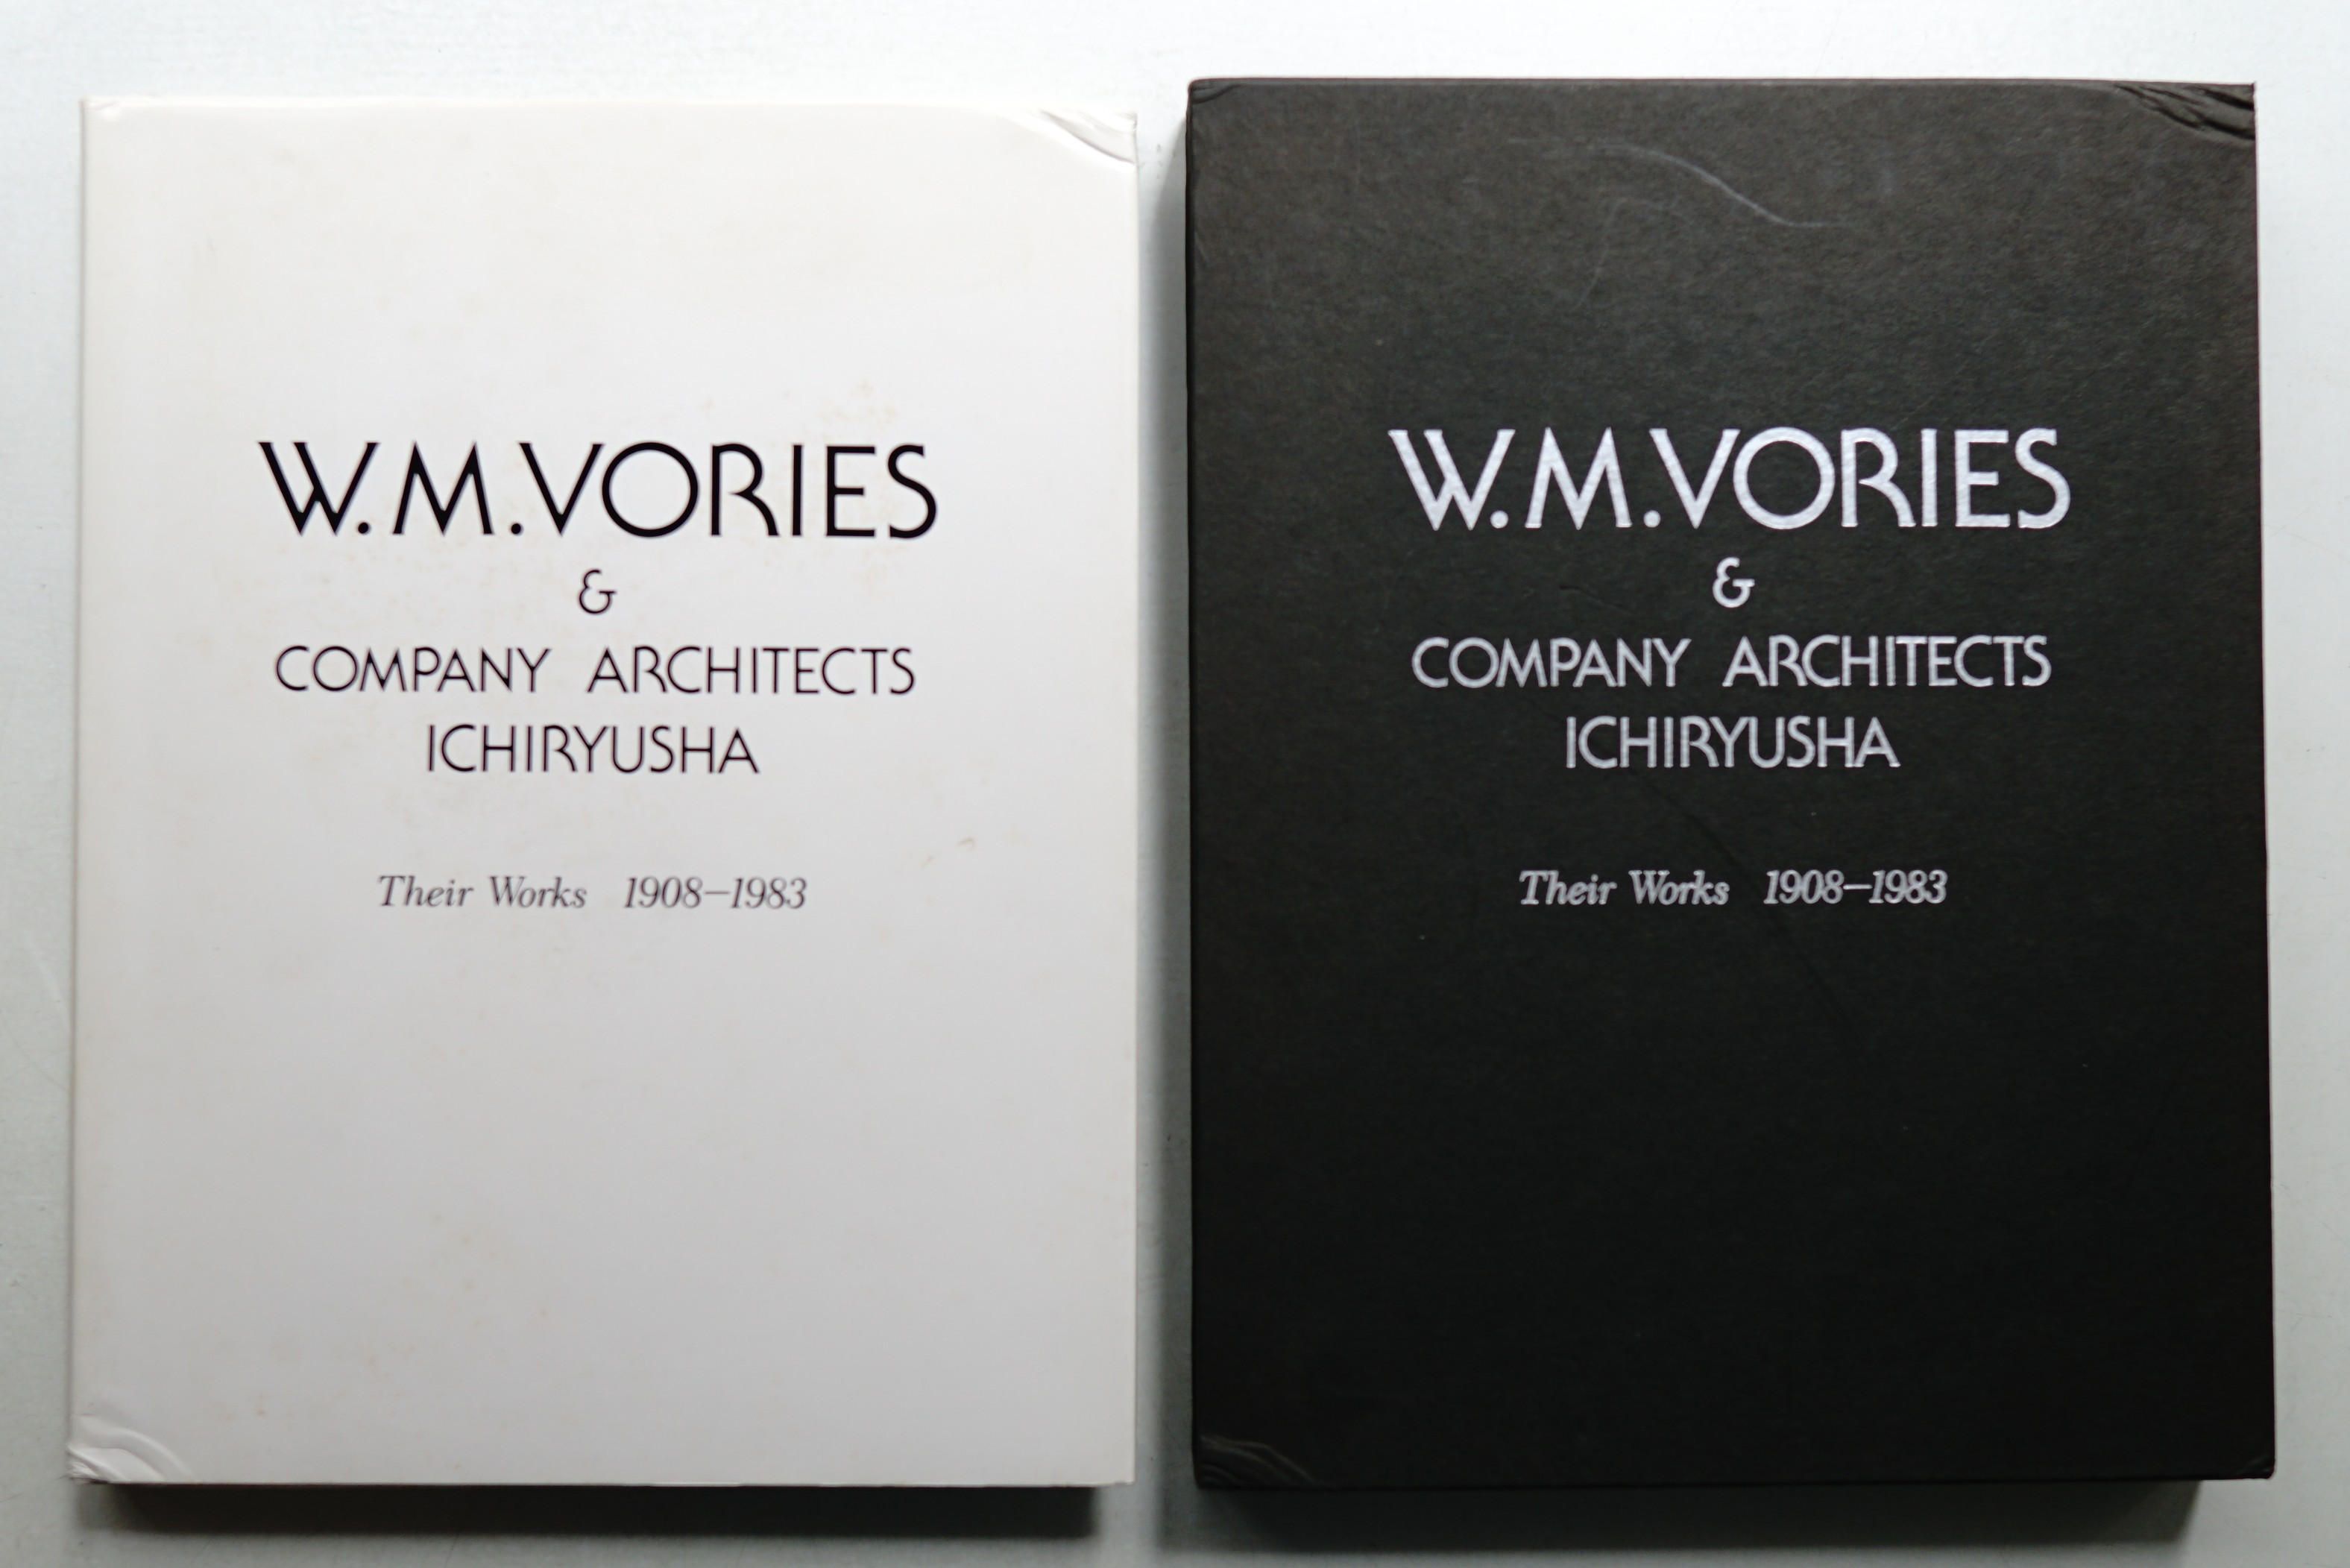 W.M.VORIES
&
COMPANY ARCHITECTS
ICHIRYUSHA
Their Works 1908–1983
W.M.VORIES
&
COMPANY ARCHITECTS
ICHIRYUSHA
Their Works 1908–1983